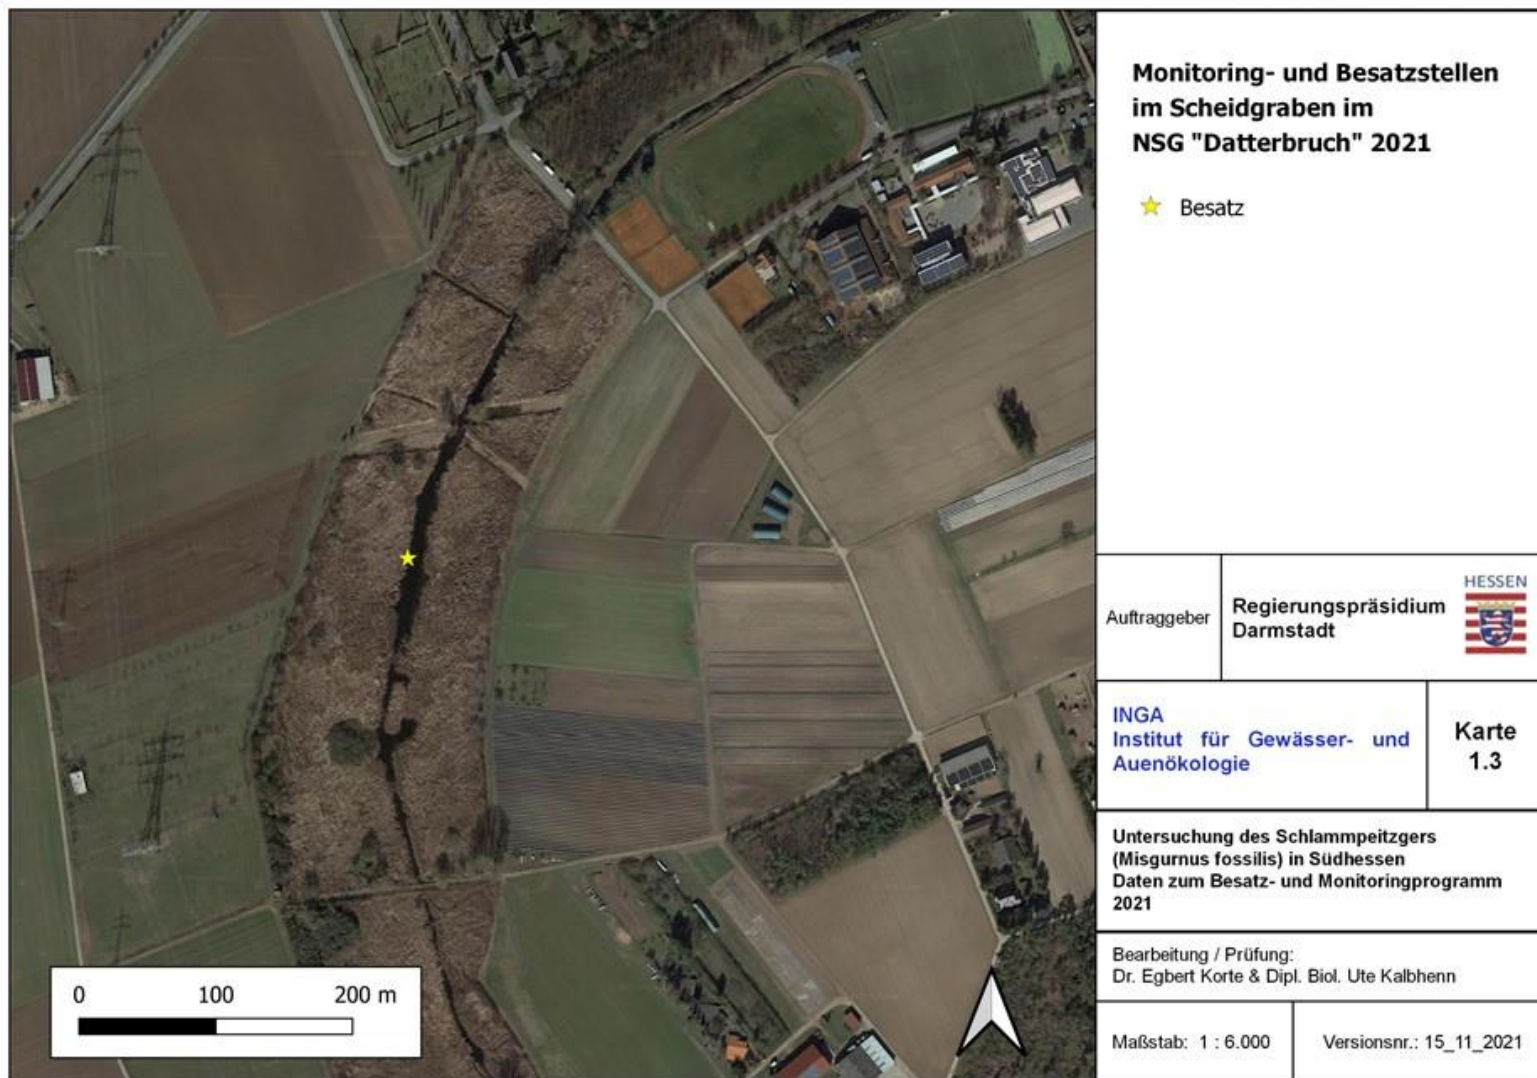 Monitoring- und Besatzstellen
im Scheidgraben im
NSG "Datterbruch" 2021
Besatz
Auftraggeber
Regierungspräsidium
Darmstadt
HESSEN
INGA
Institut für Gewässer- und
Auenökologie
Karte
1.3
Untersuchung des Schlammpeitzgers
(Misgurnus fossilis) in Südhessen
Daten zum Besatz- und Monitoringprogramm
2021
Bearbeitung / Prüfung:
Dr. Egbert Korte & Dipl. Biol. Ute Kalbhenn
Maßstab: 1 : 6.000
Versionsnr.: 15_11_2021
0 100 200 m